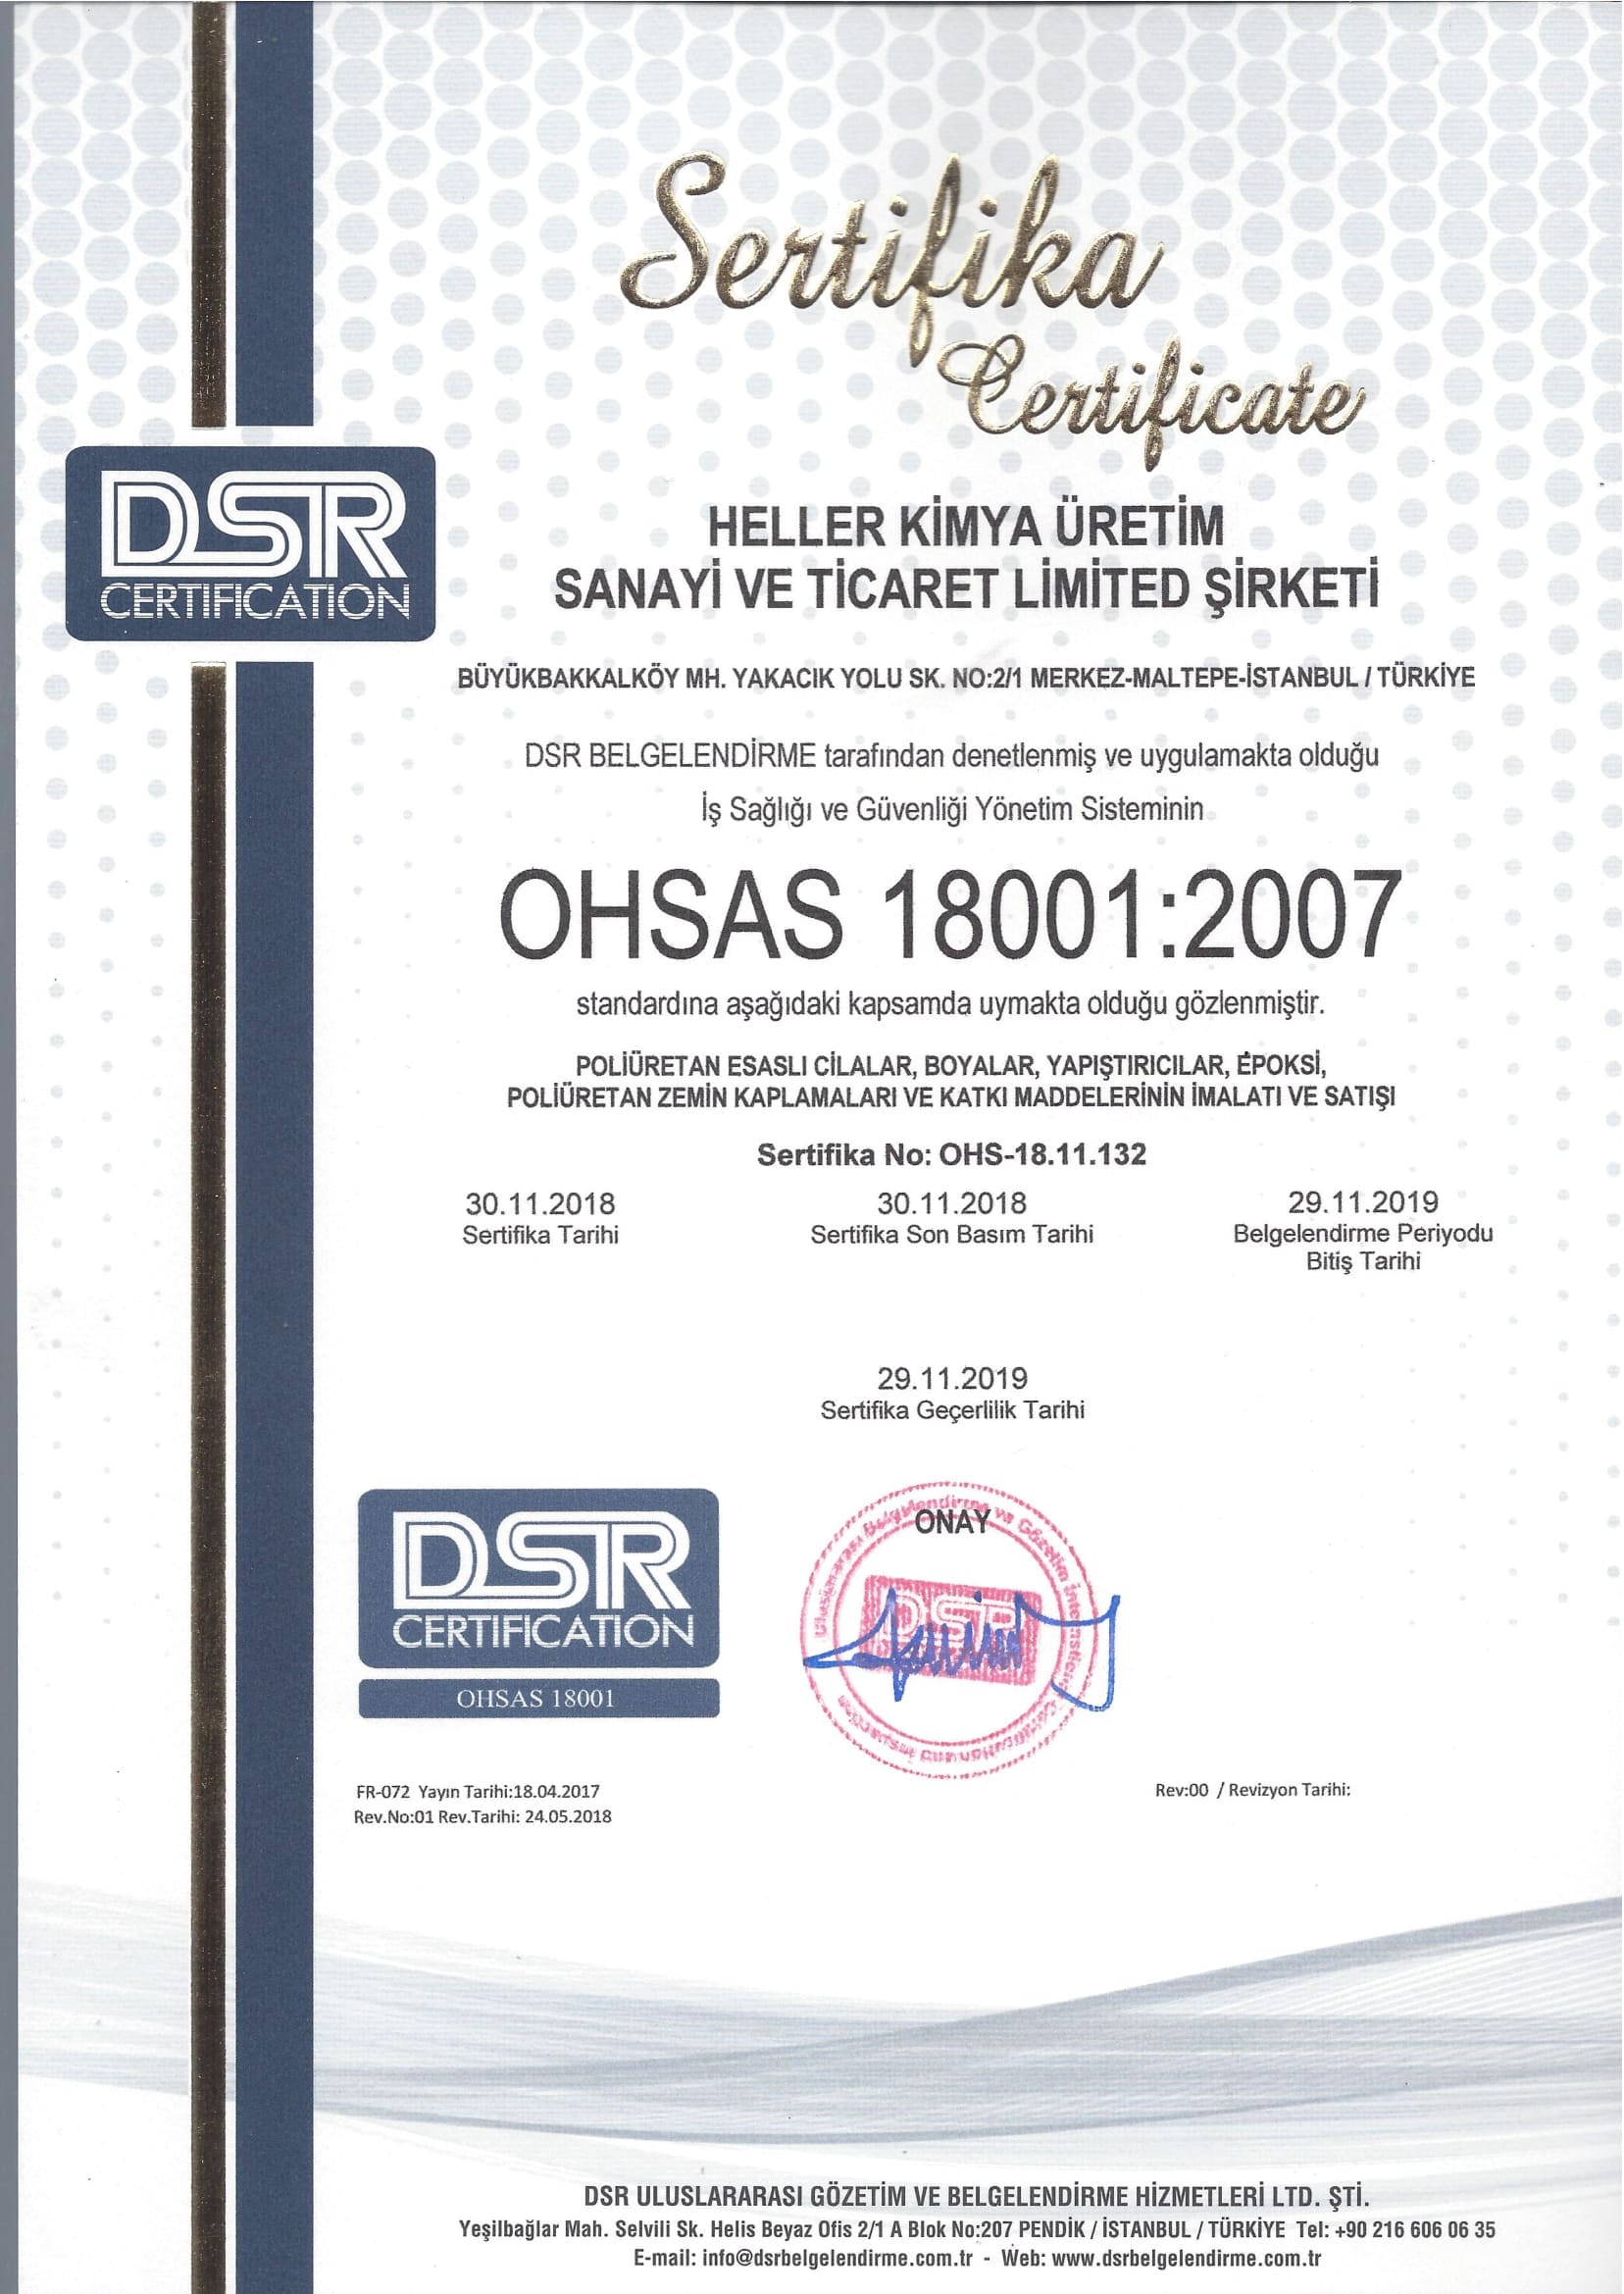 Sertifika
Certificate
DSR
CERTIFICATION
HELLER KİMYA ÜRETİM
SANAYİ VE TİCARET LİMİTED ŞİRKETİ
BÜYÜKBAKKALKÖY MH. YAKACIK YOLU SK. NO:2/1 MERKEZ-MALTEPE-İSTANBUL / TÜRKİYE
DSR BELGELENDİRME tarafından denetlenmiş ve uygulamakta olduğu
İş Sağlığı ve Güvenliği Yönetim Sisteminin
OHSAS 18001:2007
standardına aşağıdaki kapsamda uymakta olduğu gözlenmiştir.
POLİÜRETAN ESASLI CİLALAR, BOYALAR, YAPIŞTIRICILAR, EPOKSİ,
POLİÜRETAN ZEMİN KAPLAMALARI VE KATKI MADDELERİNİN İMALATI VE SATIŞI
Sertifika No: OHS-18.11.132
30.11.2018 30.11.2018 29.11.2019
Sertifika Tarihi Sertifika Son Basım Tarihi Belgelendirme Periyodu
Bitiş Tarihi
29.11.2019
Sertifika Geçerlilik Tarihi
DSR
CERTIFICATION
OHSAS 18001
ONAY
Uluslararası Belgelendirme ve Gözetim
DSR
FR-072 Yayın Tarihi:18.04.2017
Rev.No:01 Rev.Tarihi: 24.05.2018
Rev:00 / Revizyon Tarihi:
DSR ULUSLARARASI GÖZETİM VE BELGELENDİRME HİZMETLERİ LTD. ŞTİ.
Yeşilbağlar Mah. Selvili Sk. Helis Beyaz Ofis 2/1 A Blok No:207 PENDİK / İSTANBUL / TÜRKİYE Tel: +90 216 606 06 35
E-mail: info@dsrbelgelendirme.com.tr - Web: www.dsrbelgelendirme.com.tr